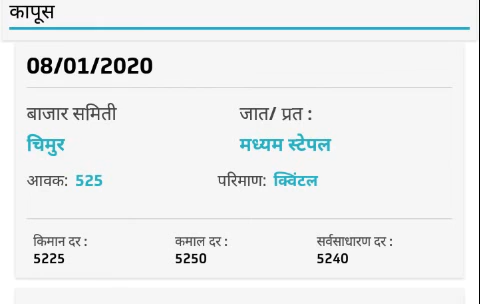 कापूस
08/01/2020
बाजार समिती जात/ प्रत :
चिमुर मध्यम स्टेपल
आवक: 525 परिमाण: क्विंटल
किमान दर : कमाल दर : सर्वसाधारण दर :
5225 5250 5240